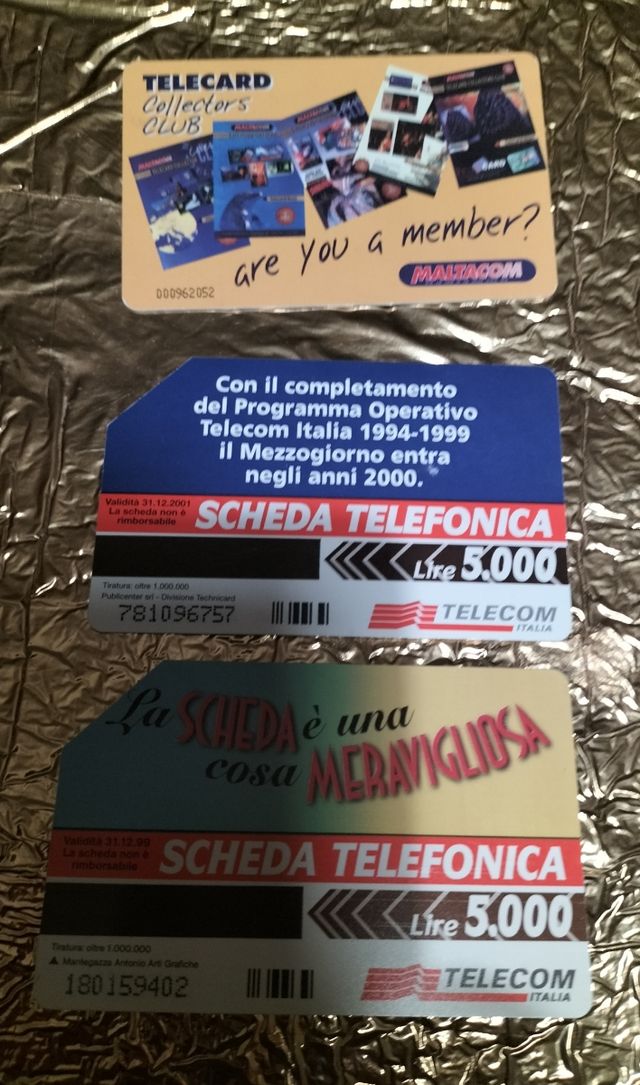 TELECARD
Collectors
CLUB
are you a member?
MALTACOM
000962052
Con il completamento
del Programma Operativo
Telecom Italia 1994-1999
il Mezzogiorno entra
negli anni 2000.
Validità 31.12.2001
La scheda non è
rimborsabile
SCHEDA TELEFONICA
Lire 5.000
Tiratura: oltre 1.000.000
Publicenter srl - Divisione Technicard
781096757
TELECOM
ITALIA
La SCHEDA è una
cosa MERAVIGLIOSA
Validità 31.12.99
La scheda non è
rimborsabile
SCHEDA TELEFONICA
Lire 5.000
Tiratura: oltre 1.000.000
Mantegazza Antonio Arti Grafiche
180159402
TELECOM
ITALIA